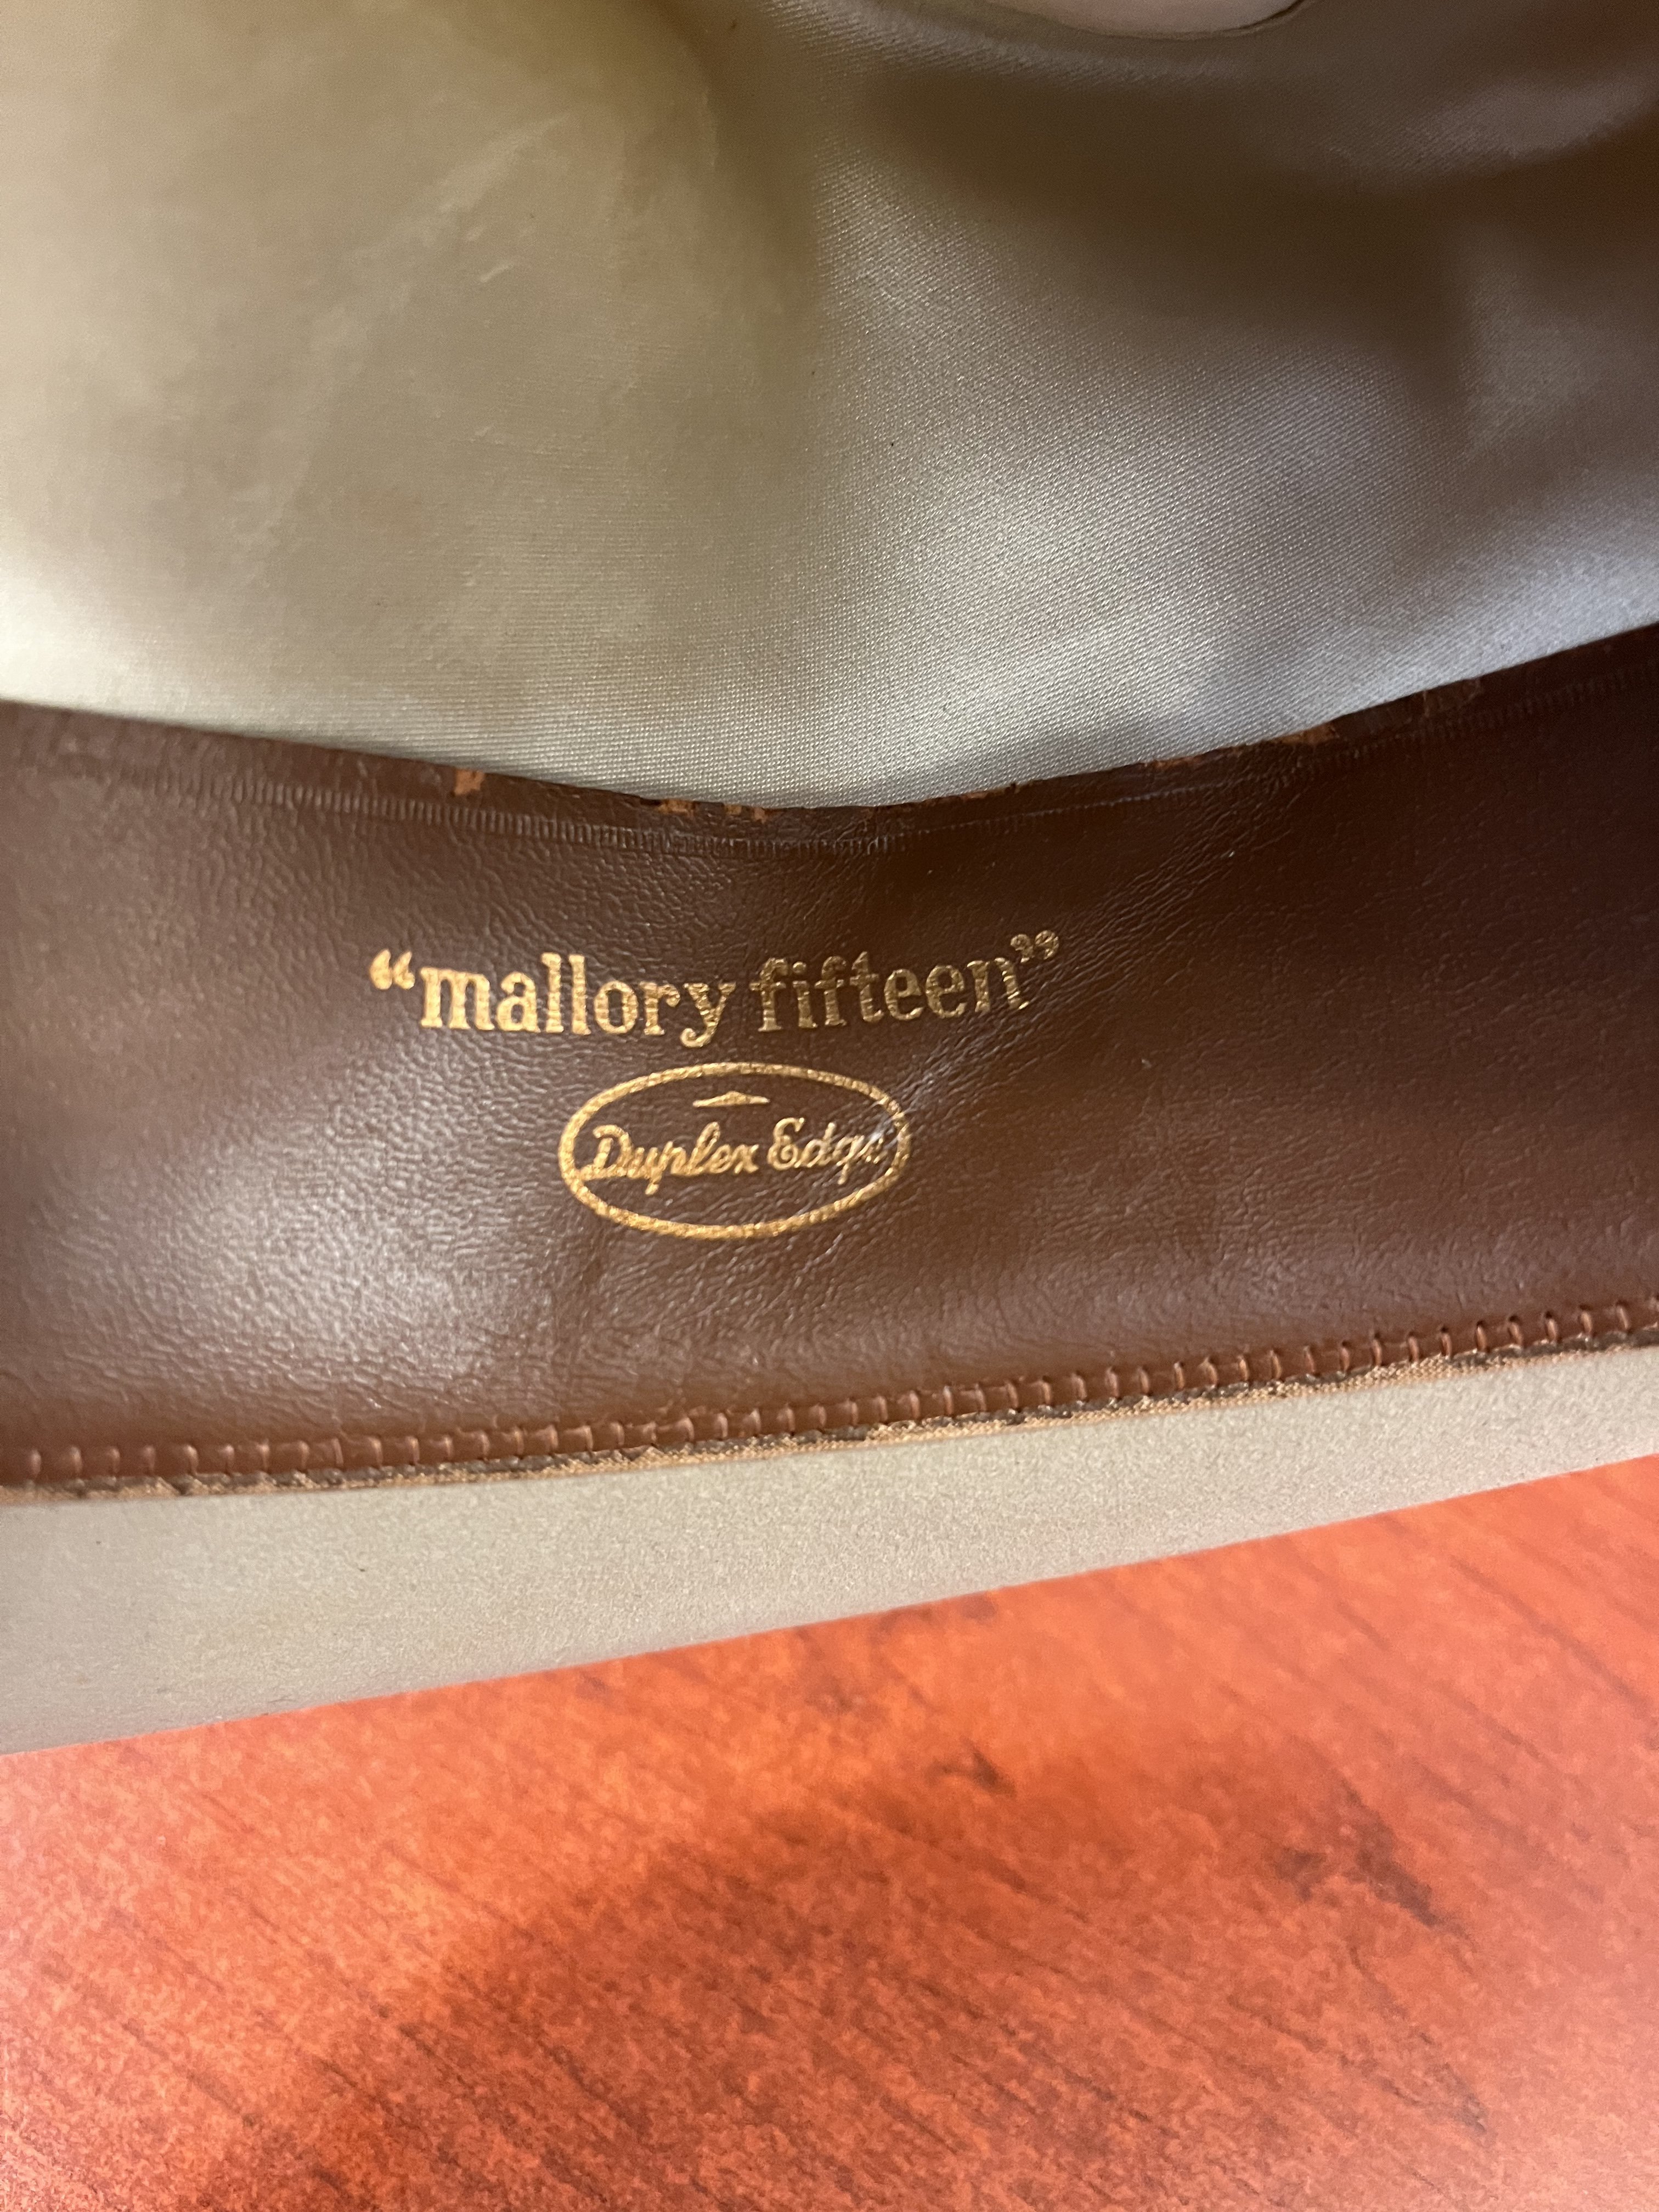 “mallory fifteen”
Duplex Edge